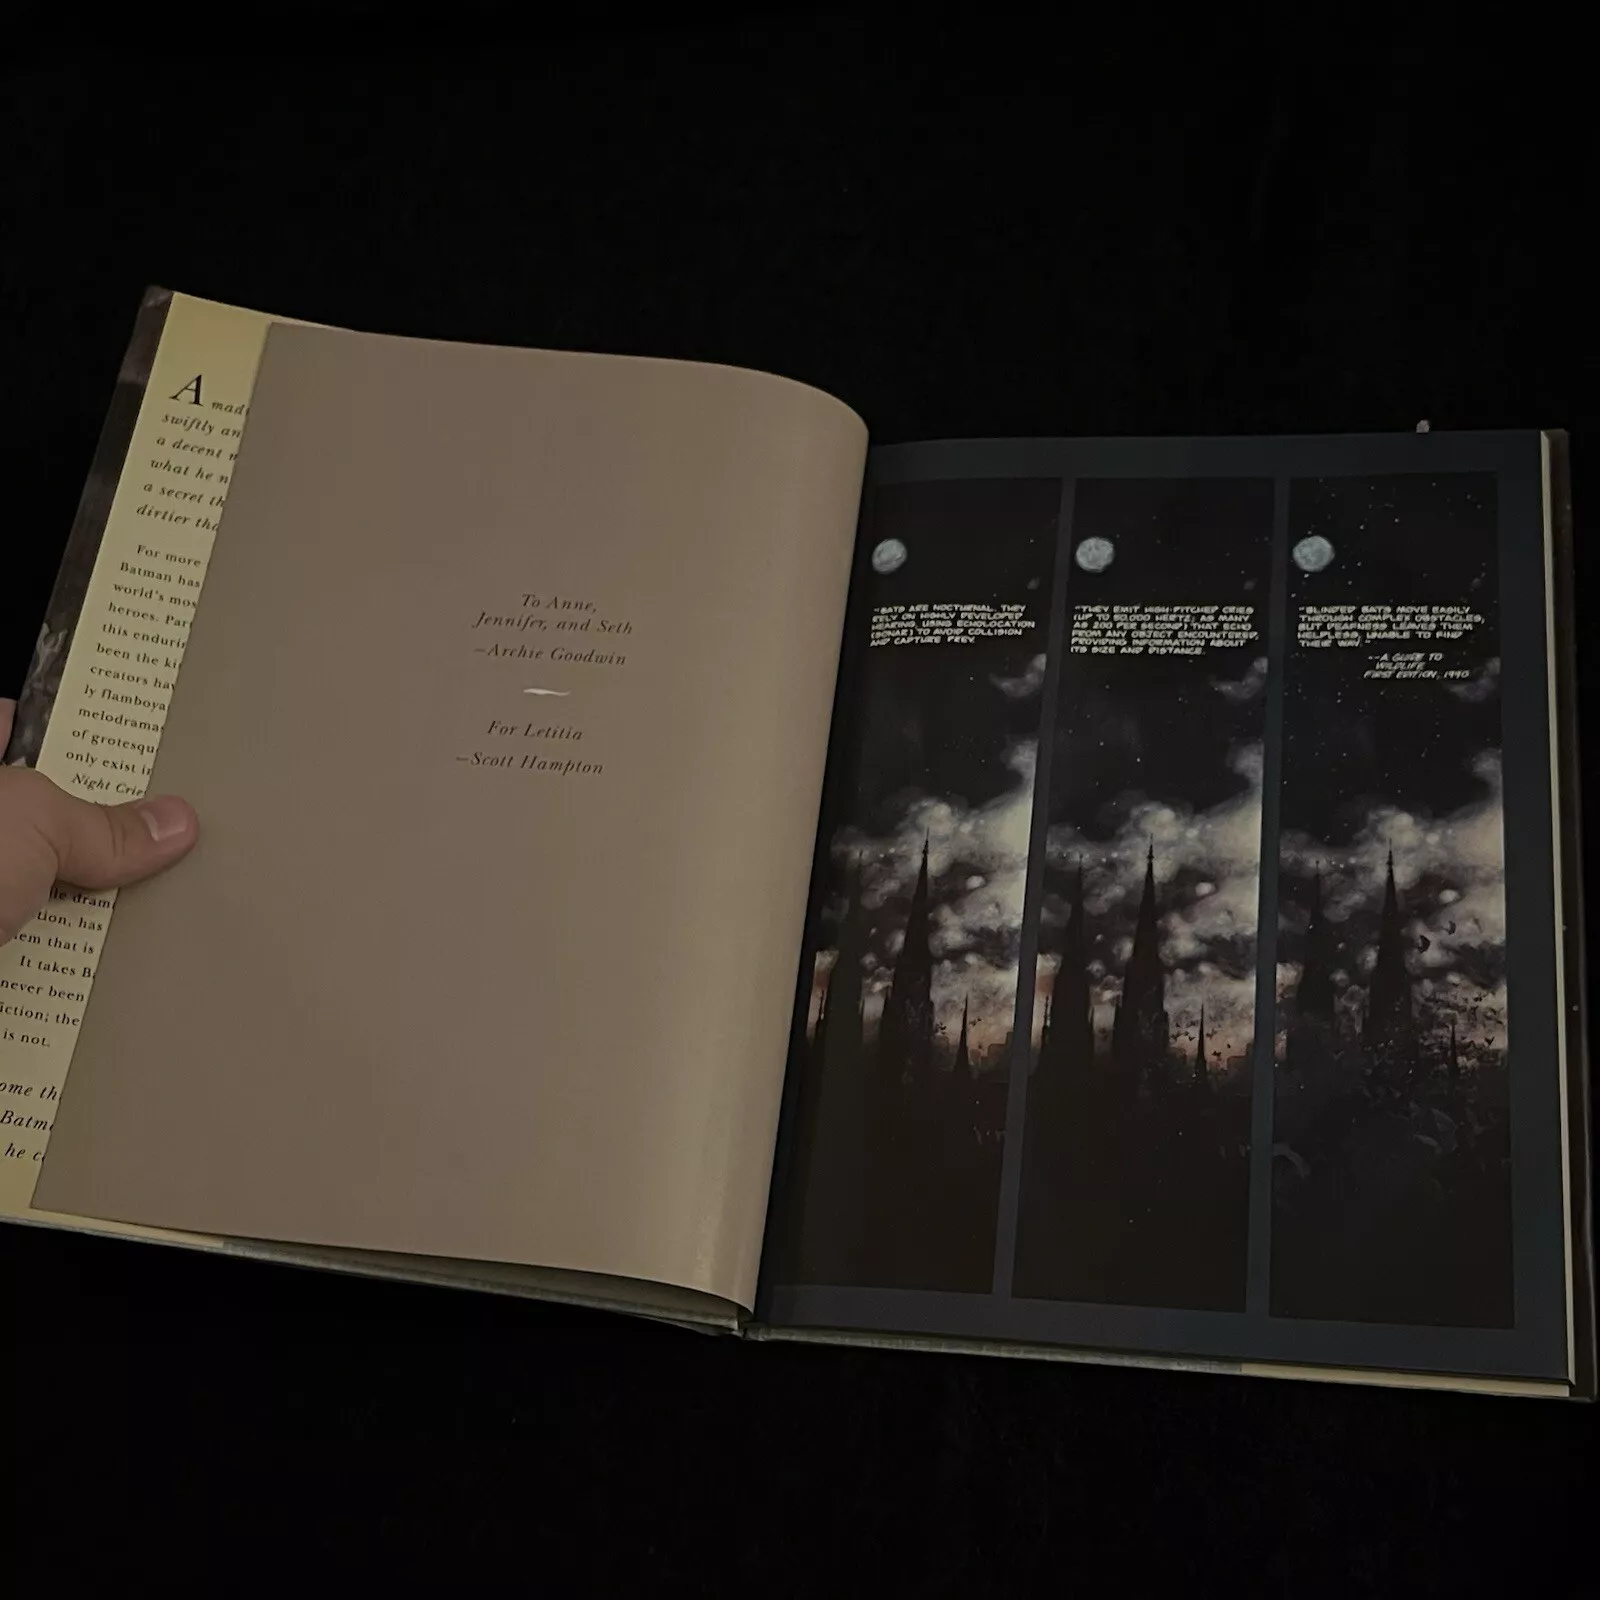 A mad
swiftly an
a decent
what he
a secret th
dirtier tha
For more
Batman has
world's mos
heroes. Par
this endurin
been the ki
creators hav
ly flamboya
melodrama
of grotesqu
only exist i
Night Crie
le dram
tion, has
em that is
It takes B
never been
iction; the
is not.
ome th
Batm
he c
To Anne,
Jennifer, and Seth
—Archie Goodwin
For Letitia
—Scott Hampton
"BATS ARE NOCTURNAL. THEY
RELY ON HIGHLY DEVELOPED
HEARING, USING ECHOLOCATION
(SONAR) TO AVOID COLLISION
AND CAPTURE PREY.
"THEY EMIT HIGH-PITCHED CRIES
(UP TO 50,000 HERTZ; AS MANY
AS 200 PER SECOND) THAT ECHO
FROM ANY OBJECT ENCOUNTERED,
PROVIDING INFORMATION ABOUT
ITS SIZE AND DISTANCE.
"BLINDED BATS MOVE EASILY
THROUGH COMPLEX OBSTACLES,
BUT DEAFNESS LEAVES THEM
HELPLESS, UNABLE TO FIND
THEIR WAY."
--A GUIDE TO
WILDLIFE
FIRST EDITION, 1990